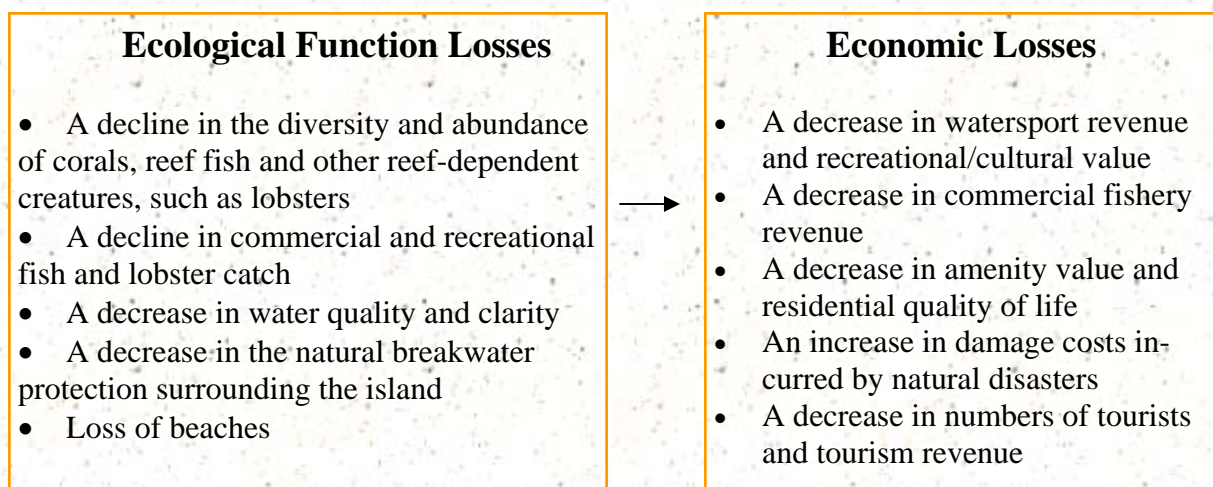 Ecological Function Losses
• A decline in the diversity and abundance
of corals, reef fish and other reef-dependent
creatures, such as lobsters
• A decline in commercial and recreational
fish and lobster catch
• A decrease in water quality and clarity
• A decrease in the natural breakwater
protection surrounding the island
• Loss of beaches
Economic Losses
• A decrease in watersport revenue
and recreational/cultural value
• A decrease in commercial fishery
revenue
• A decrease in amenity value and
residential quality of life
• An increase in damage costs in-
curred by natural disasters
• A decrease in numbers of tourists
and tourism revenue